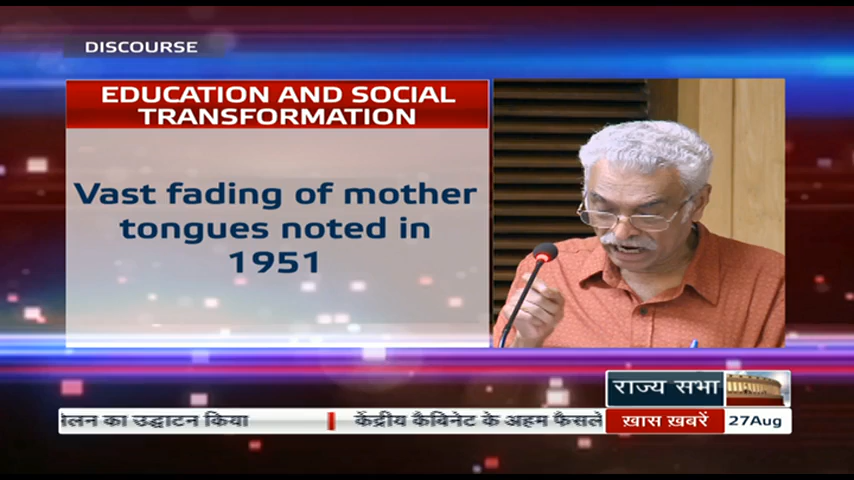 DISCOURSE
EDUCATION AND SOCIAL
TRANSFORMATION
Vast fading of mother
tongues noted in
1951
राज्य सभा
का उद्घाटन किया
केंद्रीय कैबिनेट के अहम फैसले
ख़ास ख़बरें
27Aug